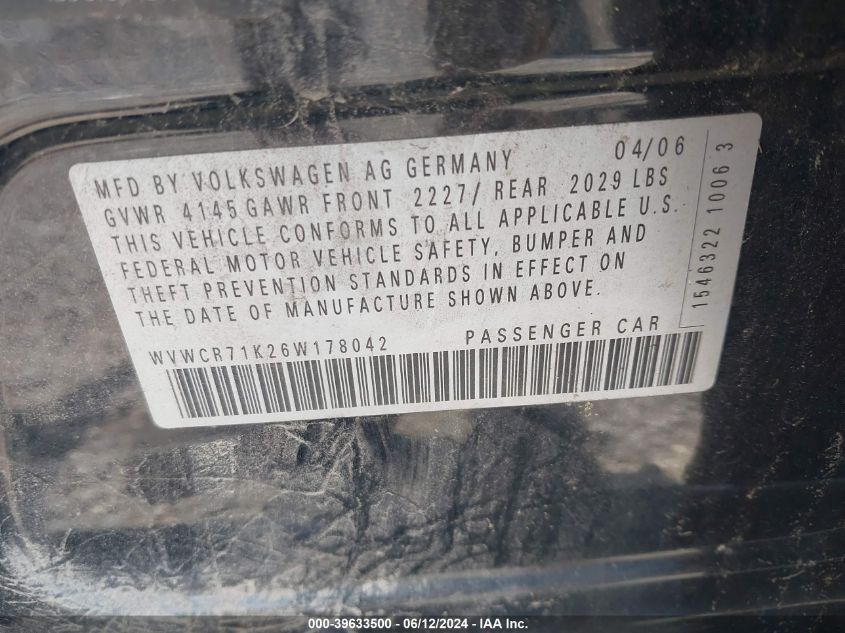 MFD BY VOLKSWAGEN AG GERMANY 04/06
GVWR 4145 GAWR FRONT 2227/ REAR 2029 LBS
THIS VEHICLE CONFORMS TO ALL APPLICABLE U.S.
FEDERAL MOTOR VEHICLE SAFETY, BUMPER AND
THEFT PREVENTION STANDARDS IN EFFECT ON
THE DATE OF MANUFACTURE SHOWN ABOVE.
WVWCR71K26W178042 PASSENGER CAR
1546322 1006 3
000-39633500 / 06/12/2024 - IAA Inc.